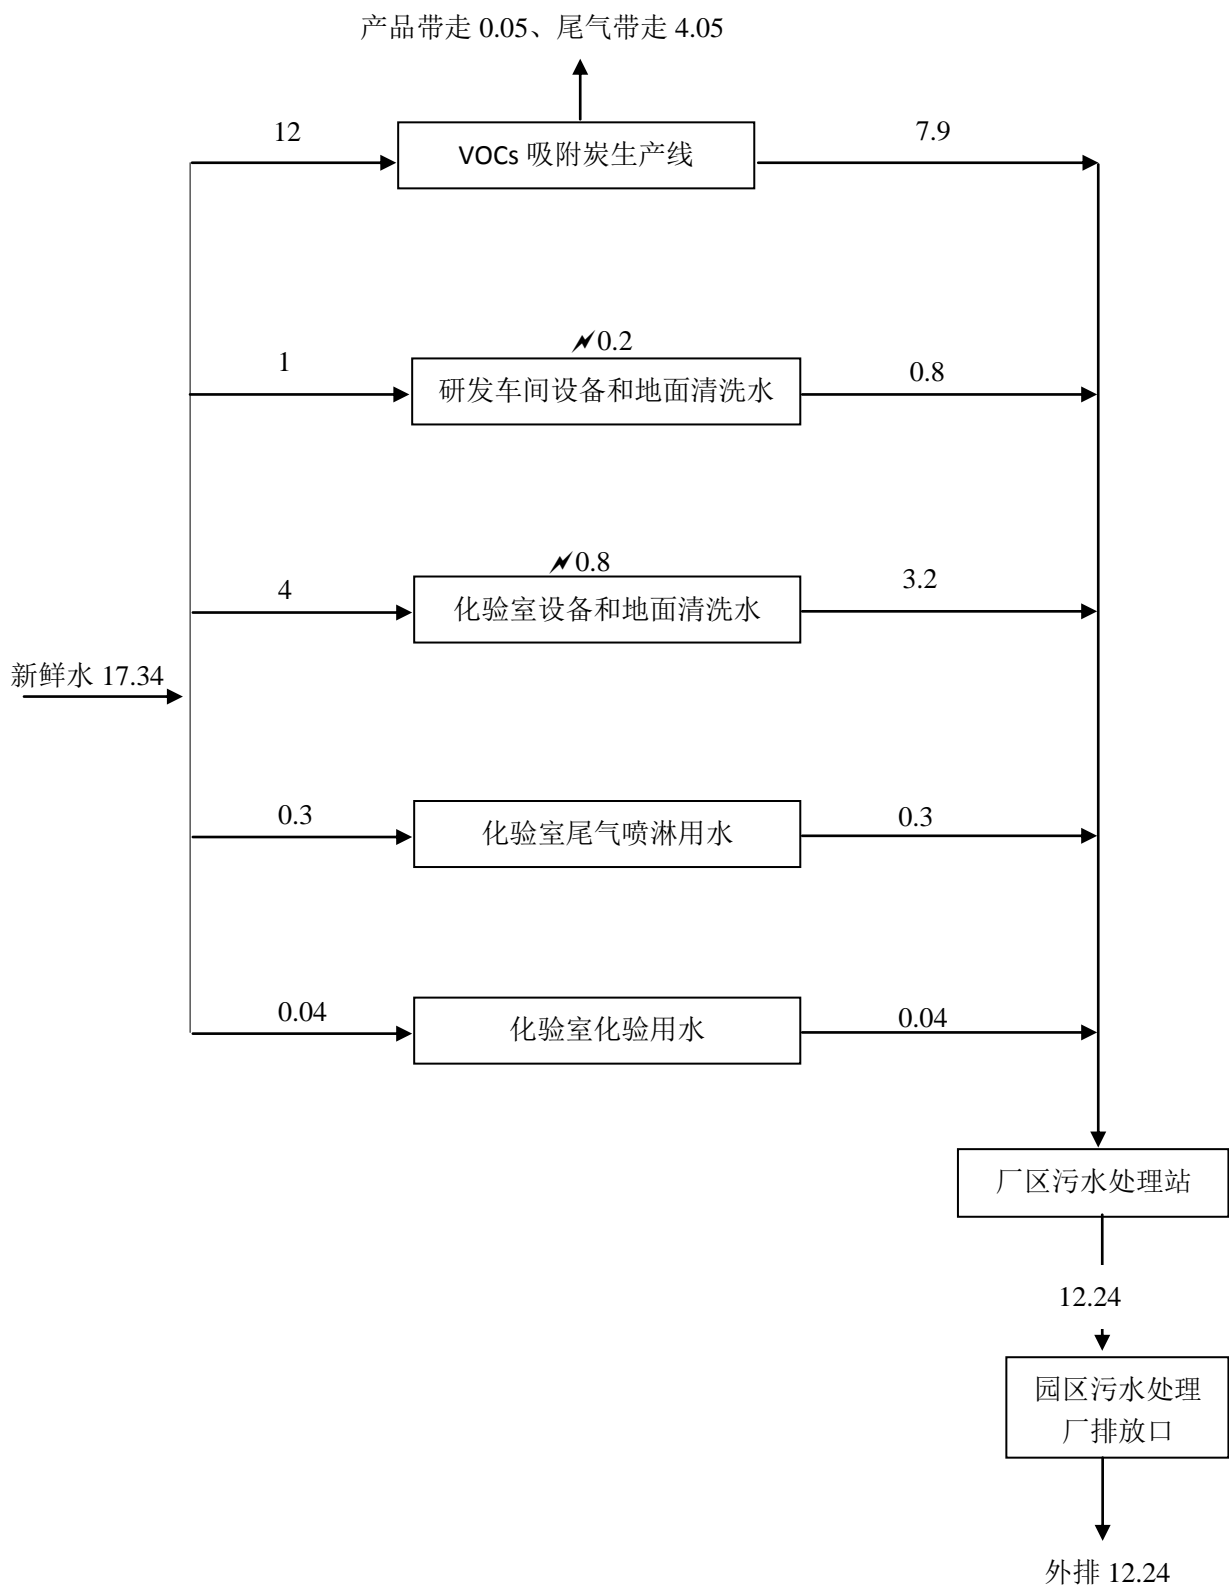 产品带走 0.05、尾气带走 4.05
12
VOCs 吸附炭生产线
7.9
0.2
1
研发车间设备和地面清洗水
0.8
0.8
4
化验室设备和地面清洗水
3.2
新鲜水 17.34
0.3
化验室尾气喷淋用水
0.3
0.04
化验室化验用水
0.04
厂区污水处理站
12.24
园区污水处理
厂排放口
外排 12.24